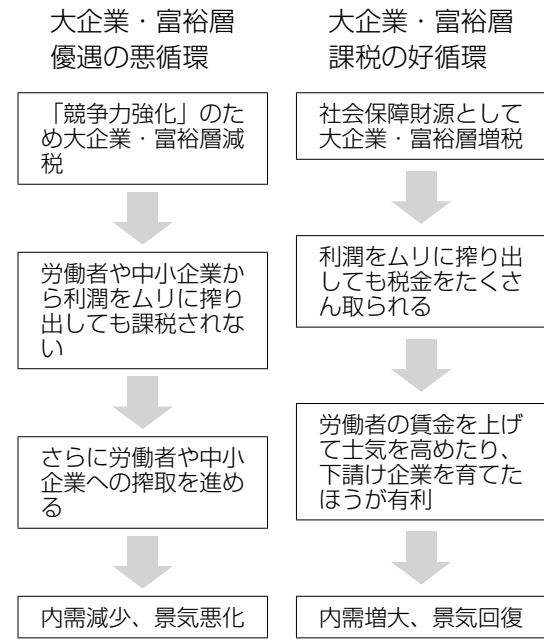 大企業・富裕層
優遇の悪循環
「競争力強化」のた
め大企業・富裕層減
税
労働者や中小企業か
ら利潤をムリに搾り
出しても課税されな
い
さらに労働者や中小
企業への搾取を進め
る
内需減少、景気悪化
大企業・富裕層
課税の好循環
社会保障財源として
大企業・富裕層増税
利潤をムリに搾り出
しても税金をたくさ
ん取られる
労働者の賃金を上げ
て士気を高めたり、
下請け企業を育てた
ほうが有利
内需増大、景気回復